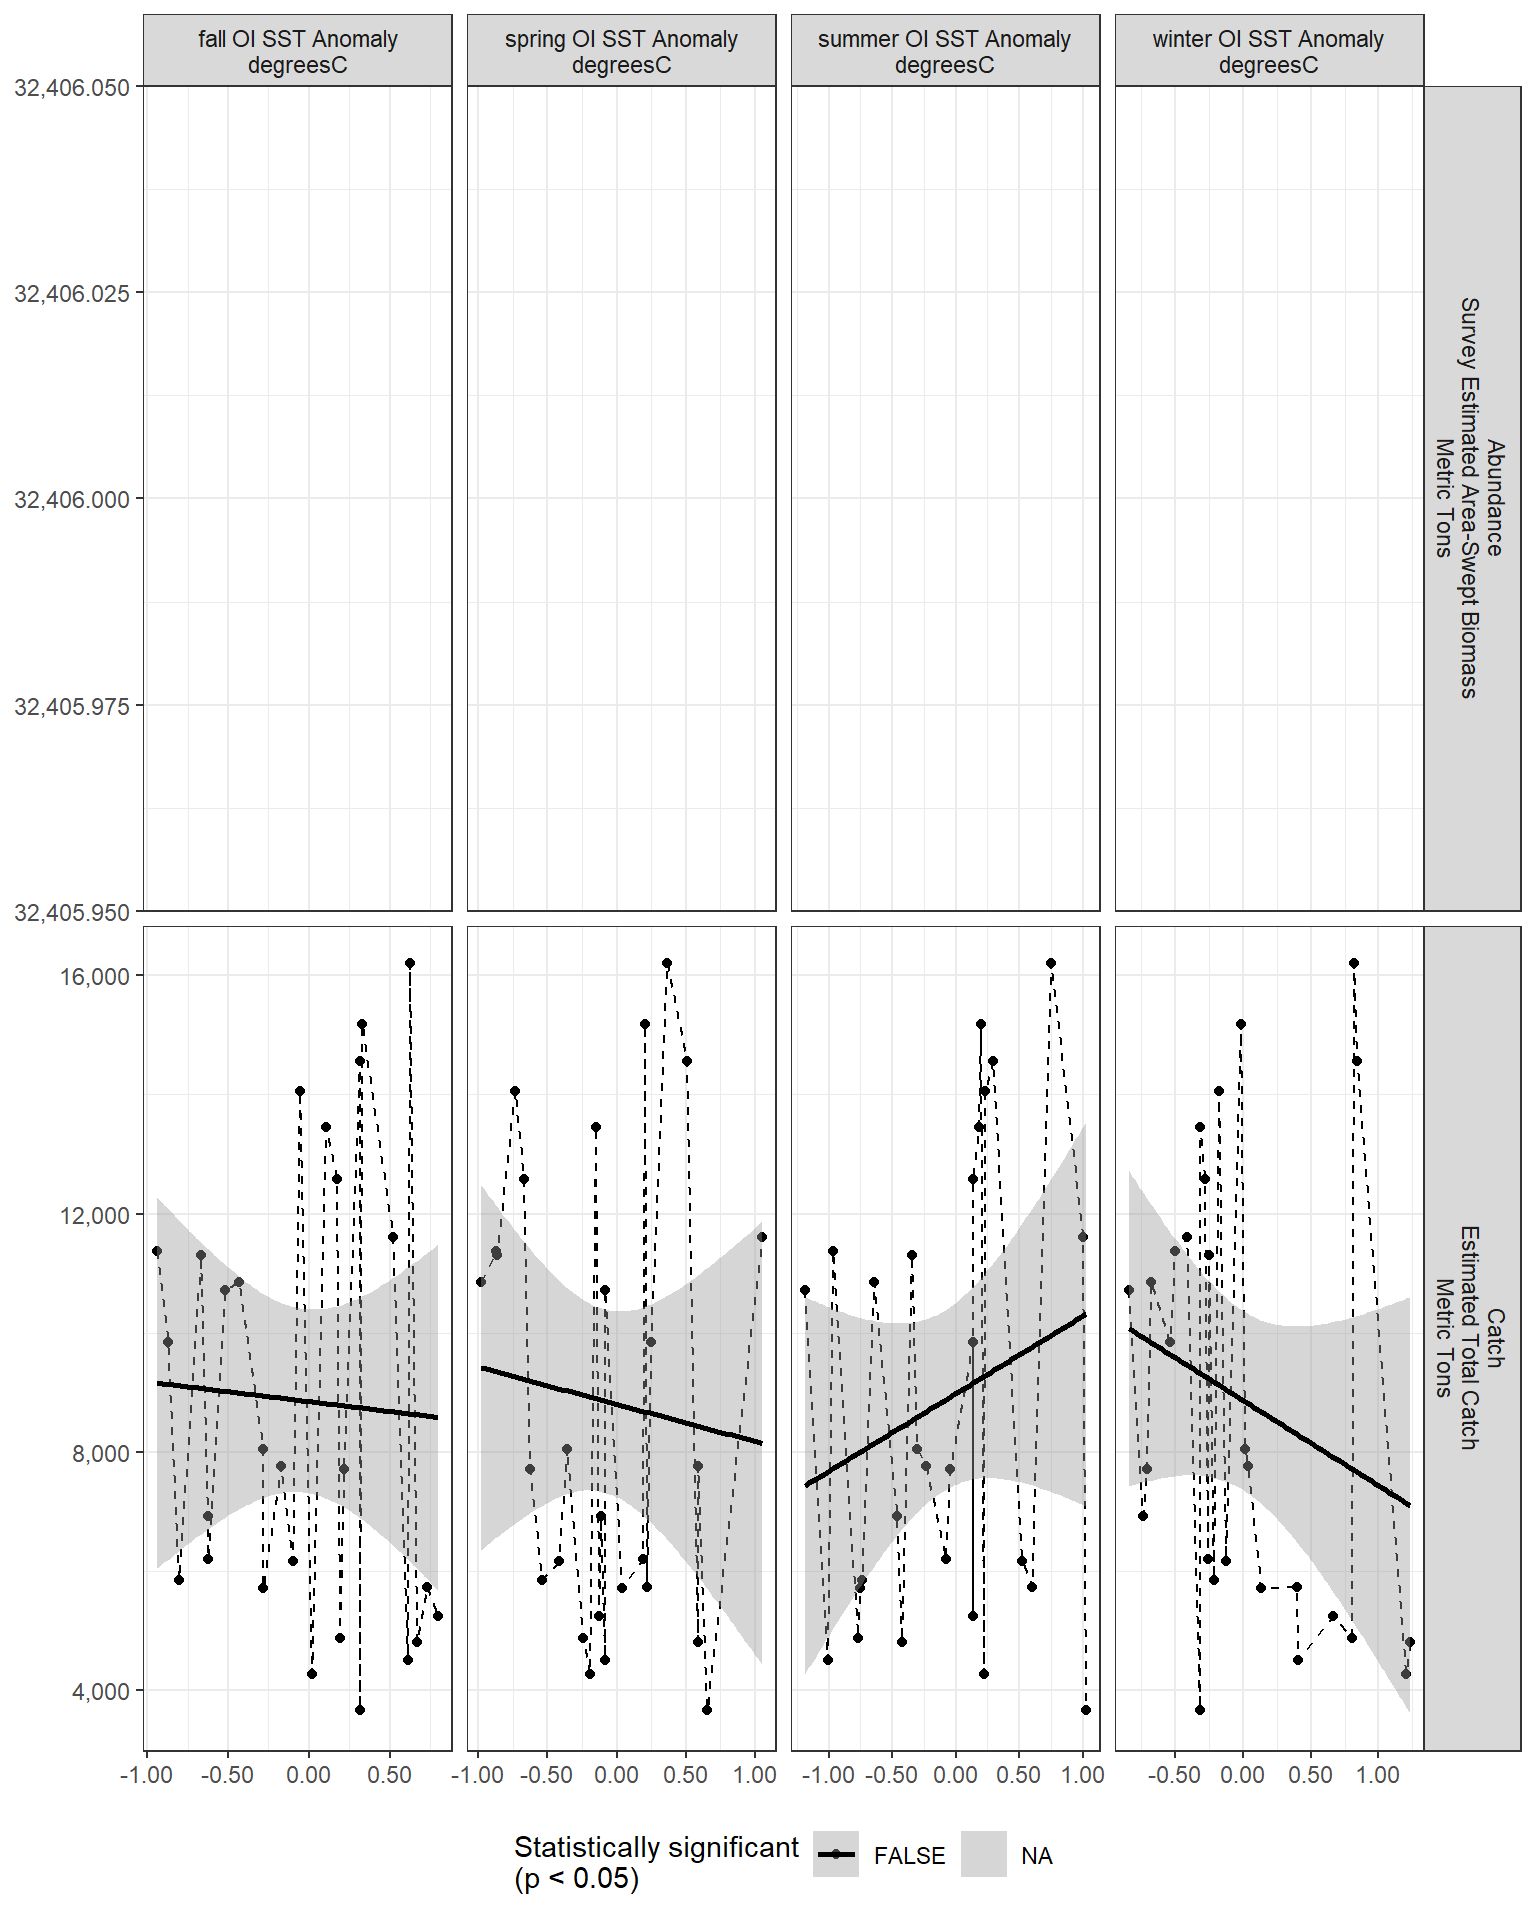 fall OI SST Anomaly
degreesC
spring OI SST Anomaly
degreesC
summer OI SST Anomaly
degreesC
winter OI SST Anomaly
degreesC
32,406.050
32,406.025
32,406.000
32,405.975
32,405.950
Abundance
Survey Estimated Area-Swept Biomass
Metric Tons
16,000
12,000
8,000
4,000
Catch
Estimated Total Catch
Metric Tons
-1.00 -0.50 0.00 0.50
-1.00 -0.50 0.00 0.50 1.00
-1.00 -0.50 0.00 0.50 1.00
-0.50 0.00 0.50 1.00
Statistically significant
(p < 0.05)
FALSE
NA